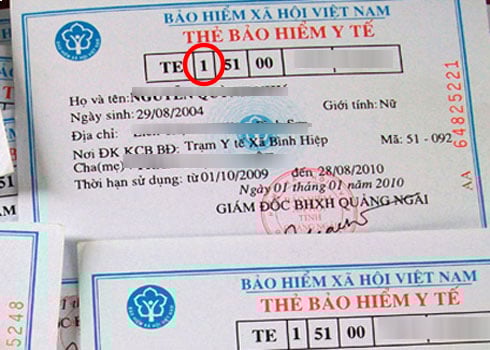 BẢO HIỂM XÃ HỘI VIỆT NAM
THẺ BẢO HIỂM Y TẾ
TE 1 51 00
Họ và tên: NGUYỄN
Ngày sinh: 29/08/2004 Giới tính: Nữ
Địa chỉ:
Nơi ĐK KCB BĐ: Trạm Y tế Xã Bình Hiệp Mã: 51 - 092
Cha(me)
Thời hạn sử dụng: từ 01/10/2009 đến 28/08/2010
Ngày 01 tháng 01 năm 2010
GIÁM ĐỐC BHXH QUẢNG NGÃI
TỈNH
AA 64825221
5248
BẢO HIỂM XÃ HỘI VIỆT NAM
THẺ BẢO HIỂM Y TẾ
TE 1 51 00